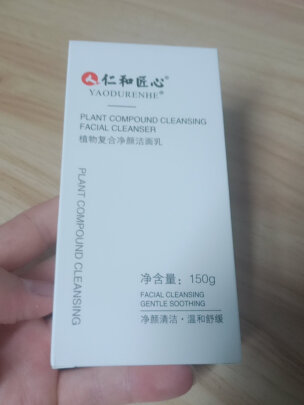 仁和匠心®
YAODURENHE®
PLANT COMPOUND CLEANSING
FACIAL CLEANSER
植物复合净颜洁面乳
PLANT COMPOUND CLEANSING
净含量：150g
FACIAL CLEANSING
GENTLE SOOTHING
净颜清洁·温和舒缓